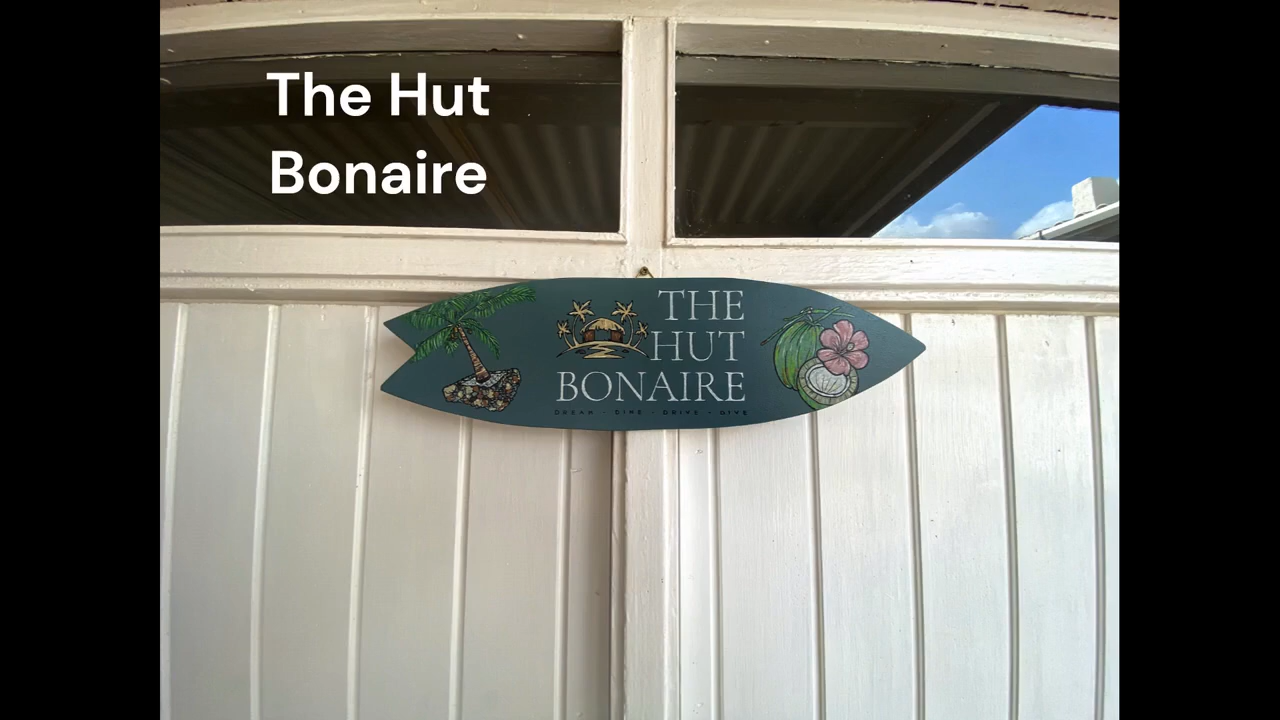 The Hut
Bonaire
THE
HUT
BONAIRE
DREAM - DINE - DRIVE - DIVE